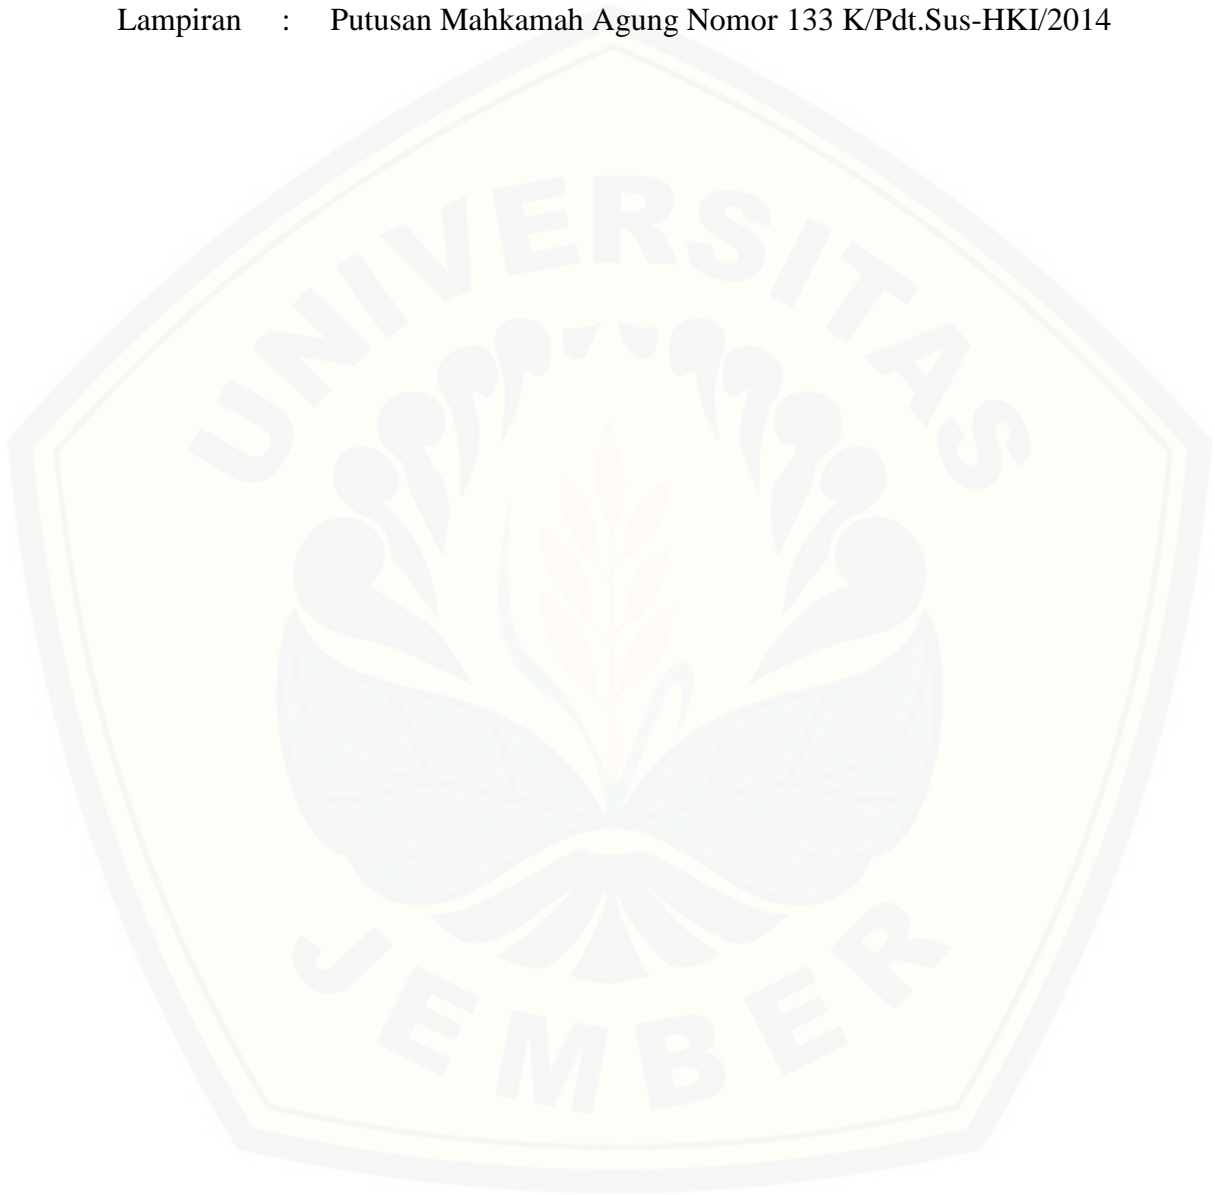 Lampiran : Putusan Mahkamah Agung Nomor 133 K/Pdt.Sus-HKI/2014
UNIVERSITAS
JEMBER